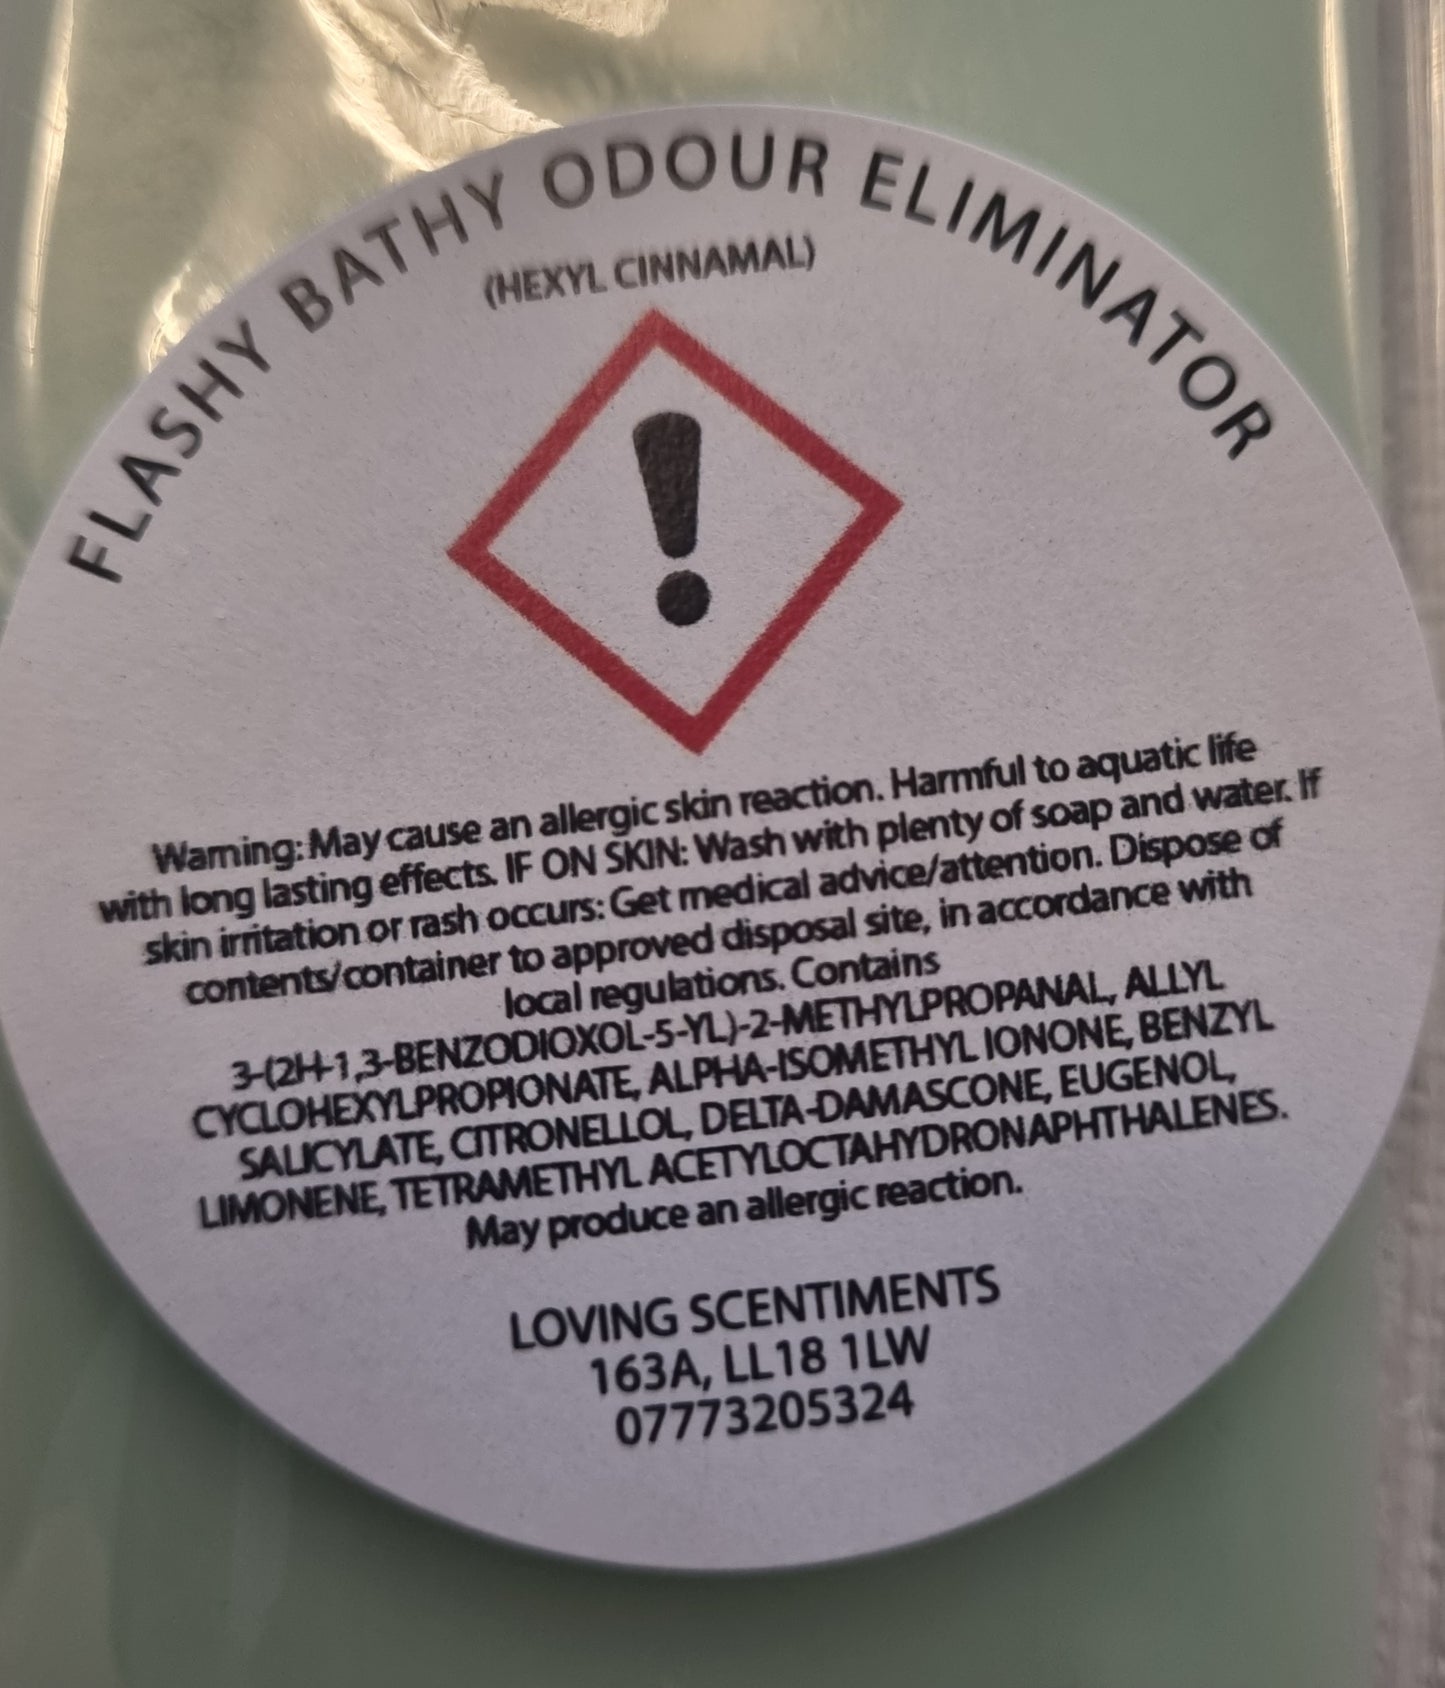 FLASHY BATHY ODOUR ELIMINATOR
(HEXYL CINNAMAL)
!
Warning: May cause an allergic skin reaction. Harmful to aquatic life
with long lasting effects. IF ON SKIN: Wash with plenty of soap and water. If
skin irritation or rash occurs: Get medical advice/attention. Dispose of
contents/container to approved disposal site, in accordance with
local regulations. Contains
3-(2H-1,3-BENZODIOXOL-5-YL)-2-METHYLPROPANAL, ALLYL
CYCLOHEXYLPROPIONATE, ALPHA-ISOMETHYL IONONE, BENZYL
SALICYLATE, CITRONELLOL, DELTA-DAMASCONE, EUGENOL,
LIMONENE, TETRAMETHYL ACETYLOCTAHYDRONAPHTHALENES.
May produce an allergic reaction.
LOVING SCENTIMENTS
163A, LL18 1LW
07773205324